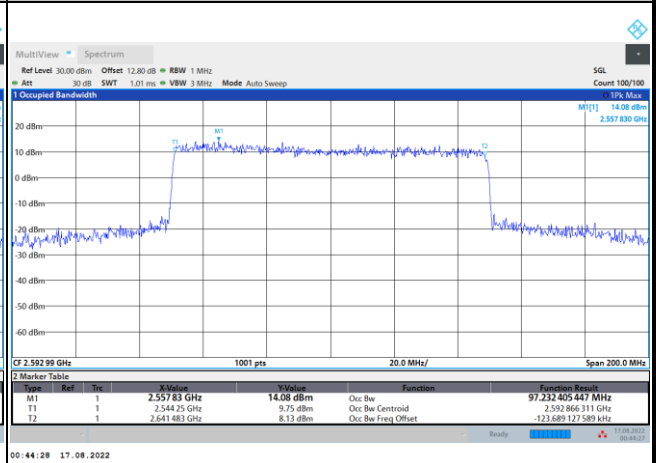 MultiView Spectrum
Ref Level 30.00 dBm Offset 12.80 dB RBW 1 MHz SGL
Att 30 dB SWT 1.01 ms VBW 3 MHz Mode Auto Sweep Count 100/100
1 Occupied Bandwidth 1Pk Max
M1[1] 14.08 dBm
2.557 830 GHz
20 dBm
M1
T1
T2
10 dBm
0 dBm
-10 dBm
-20 dBm
-30 dBm
-40 dBm
-50 dBm
-60 dBm
CF 2.592 99 GHz 1001 pts 20.0 MHz/ Span 200.0 MHz
2 Marker Table
Type Ref Trc X-Value Y-Value Function Function Result
M1 1 2.557 83 GHz 14.08 dBm Occ Bw 97.232 405 447 MHz
T1 1 2.544 25 GHz 9.75 dBm Occ Bw Centroid 2.592 866 311 GHz
T2 1 2.641 483 GHz 8.13 dBm Occ Bw Freq Offset -123.689 127 589 kHz
Ready 17.08.2022
00:44:27
00:44:28 17.08.2022